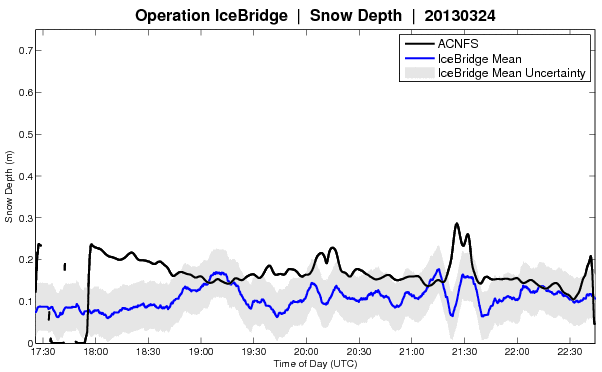 Operation IceBridge | Snow Depth | 20130324
ACNFS
IceBridge Mean
IceBridge Mean Uncertainty
0.7
0.6
0.5
0.4
0.3
0.2
0.1
0
Snow Depth (m)
17:30 18:00 18:30 19:00 19:30 20:00 20:30 21:00 21:30 22:00 22:30
Time of Day (UTC)